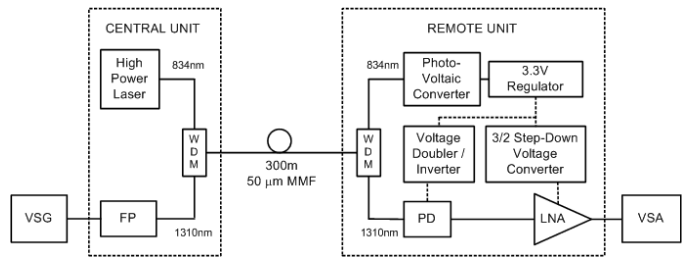 CENTRAL UNIT
REMOTE UNIT
High
Power
Laser
834nm
834nm
Photo-
Voltaic
Converter
3.3V
Regulator
W
D
M
300m
50 μm MMF
W
D
M
Voltage
Doubler /
Inverter
3/2 Step-Down
Voltage
Converter
VSG
FP
1310nm
1310nm
PD
LNA
VSA